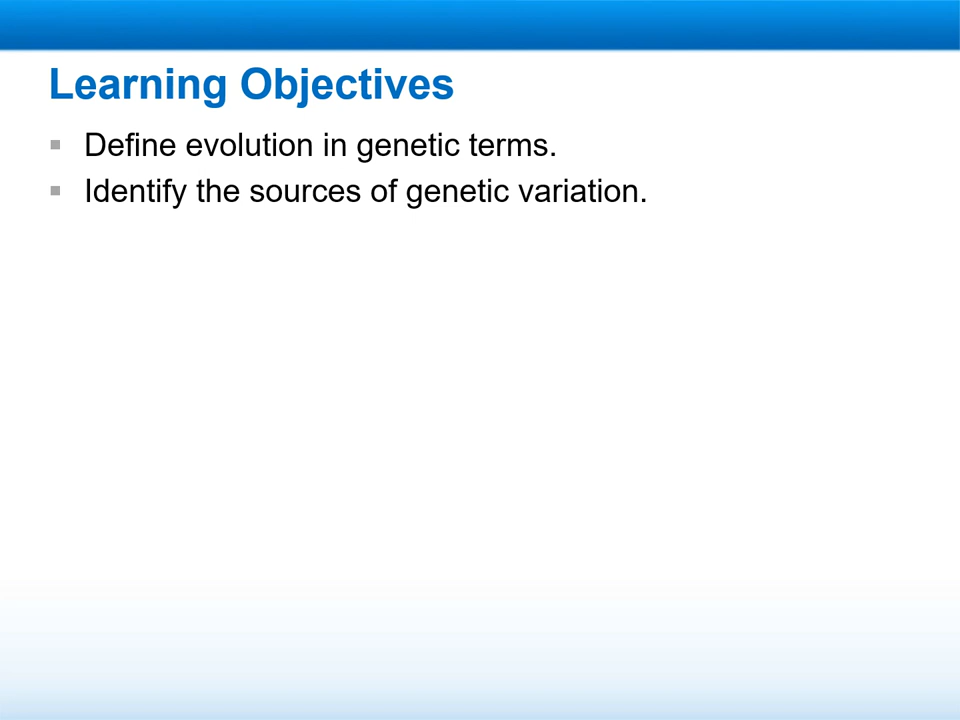 Learning Objectives
Define evolution in genetic terms.
Identify the sources of genetic variation.